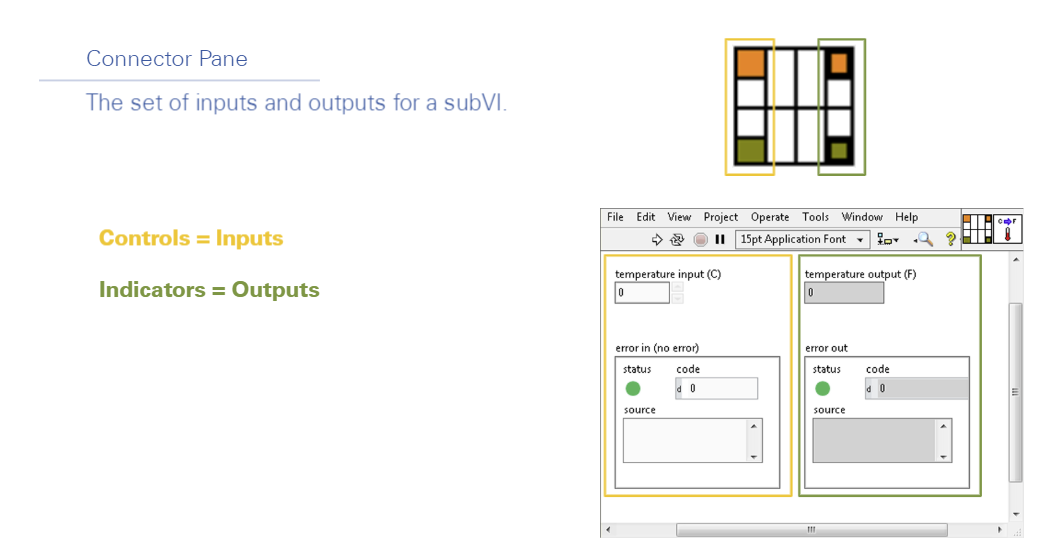 Connector Pane
The set of inputs and outputs for a subVI.
Controls = Inputs
Indicators = Outputs
File Edit View Project Operate Tools Window Help
15pt Application Font
?
C F
temperature input (C)
0
temperature output (F)
0
error in (no error)
status code
d 0
source
error out
status code
d 0
source